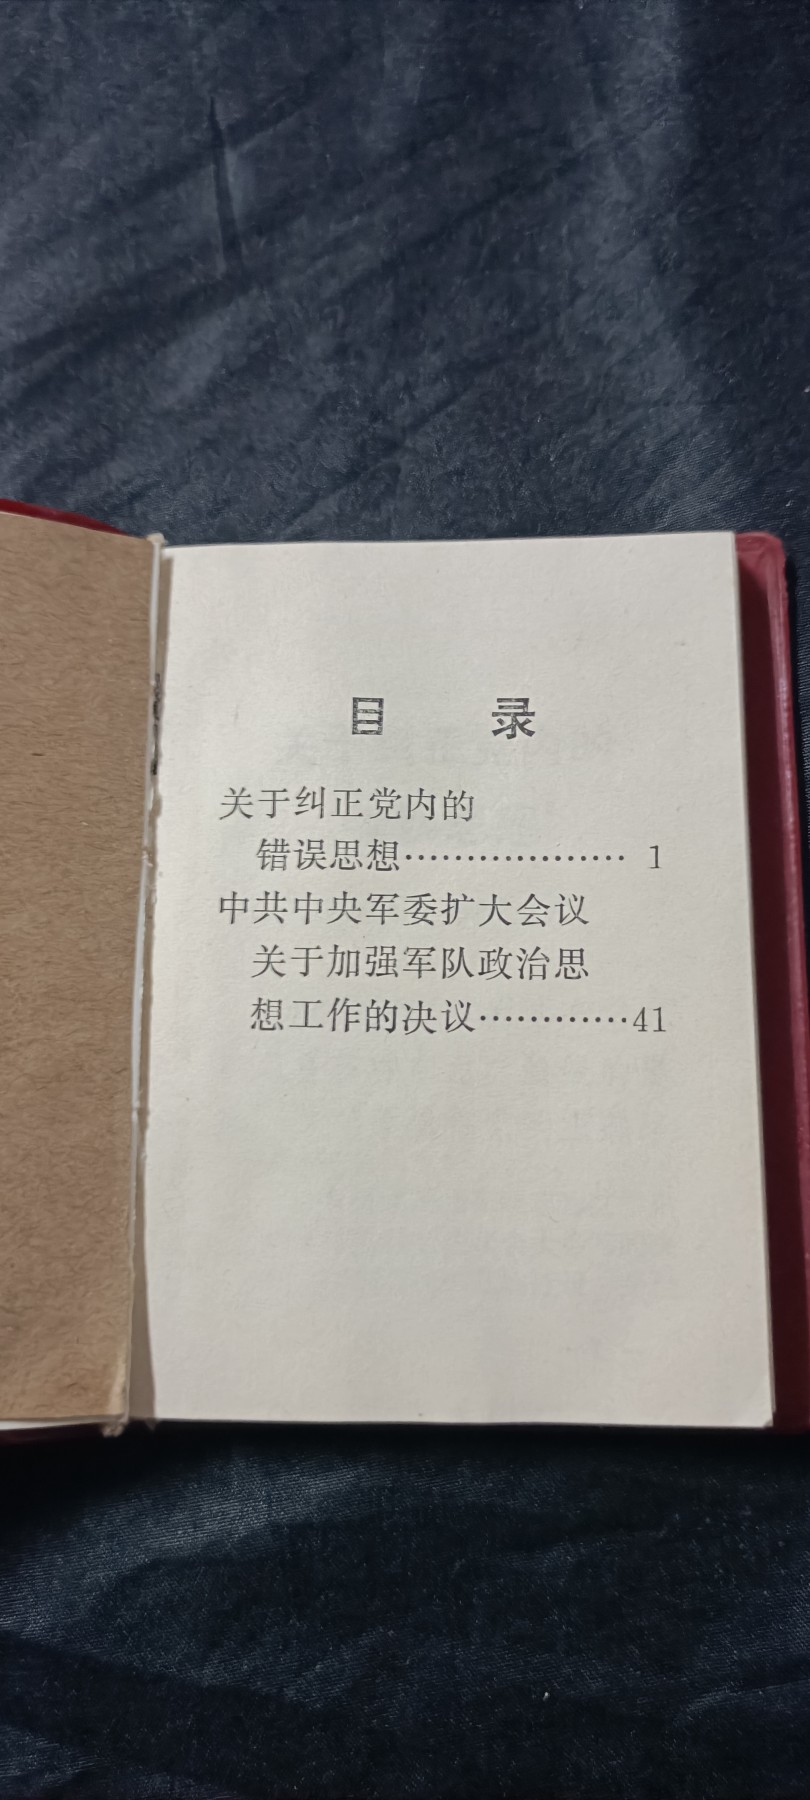 目 录
关于纠正党内的
错误思想⋯⋯⋯⋯⋯⋯ 1
中共中央军委扩大会议
关于加强军队政治思
想工作的决议⋯⋯⋯⋯41